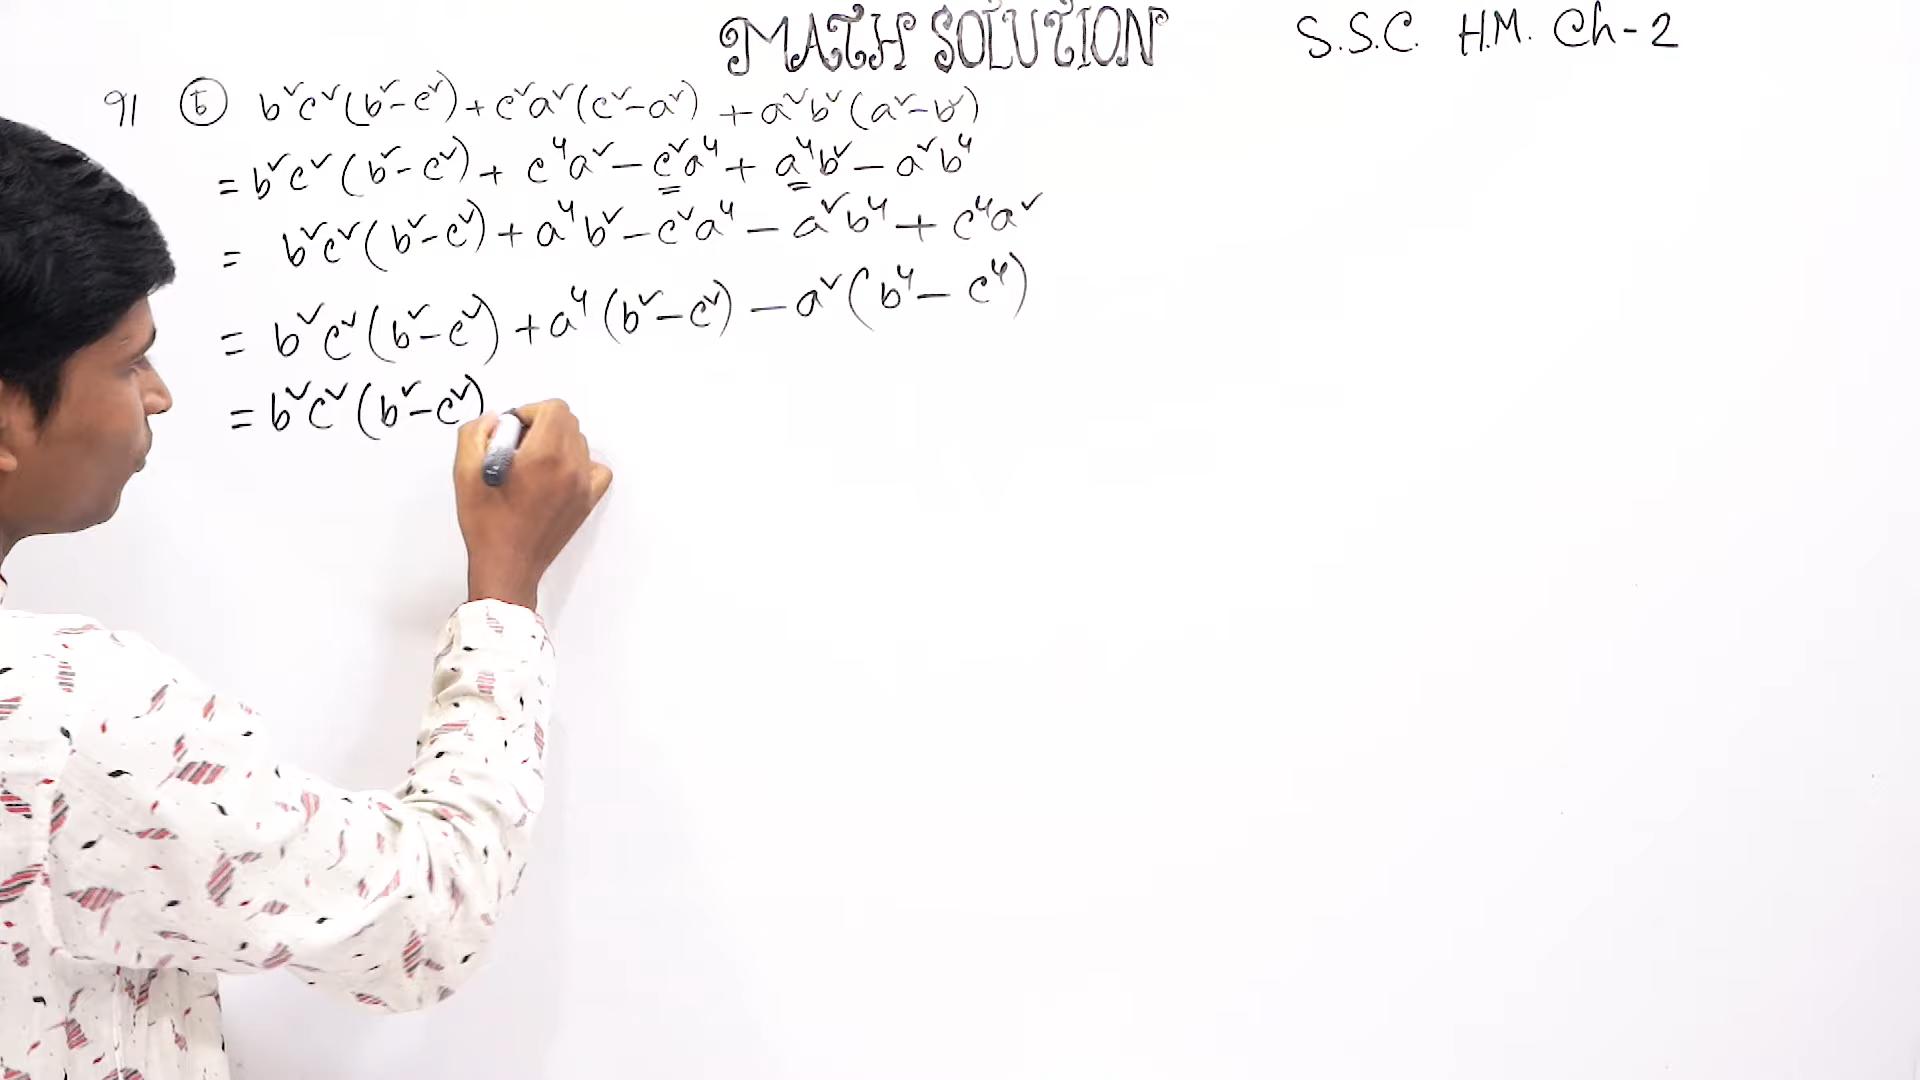 MATH SOLUTION
S.S.C. H.M. Ch-2
91 ⑤ b²c²(b²-c²)+c²a²(c²-a²)+a²b²(a²-b²)
= b²c²(b²-c²)+c⁴a²-c²a⁴+a⁴b²-a²b⁴
= b²c²(b²-c²)+a⁴b²-c²a⁴-a²b⁴+c⁴a²
= b²c²(b²-c²)+a⁴(b²-c²)-a²(b⁴-c⁴)
= b²c²(b²-c²)